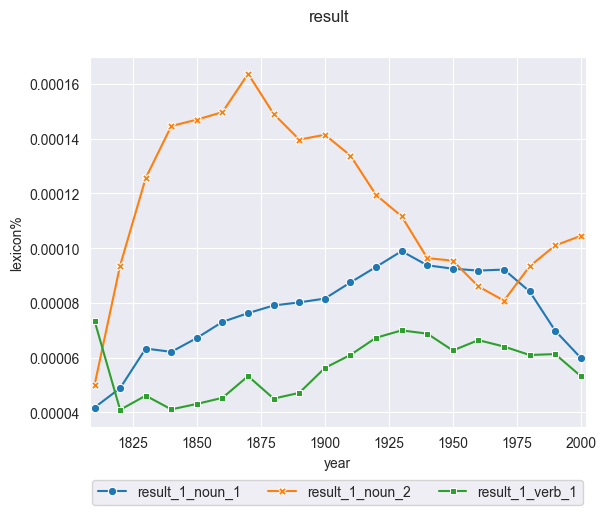 result
0.00016
0.00014
0.00012
0.00010
0.00008
0.00006
0.00004
lexicon%
1825 1850 1875 1900 1925 1950 1975 2000
year
result_1_noun_1 result_1_noun_2 result_1_verb_1